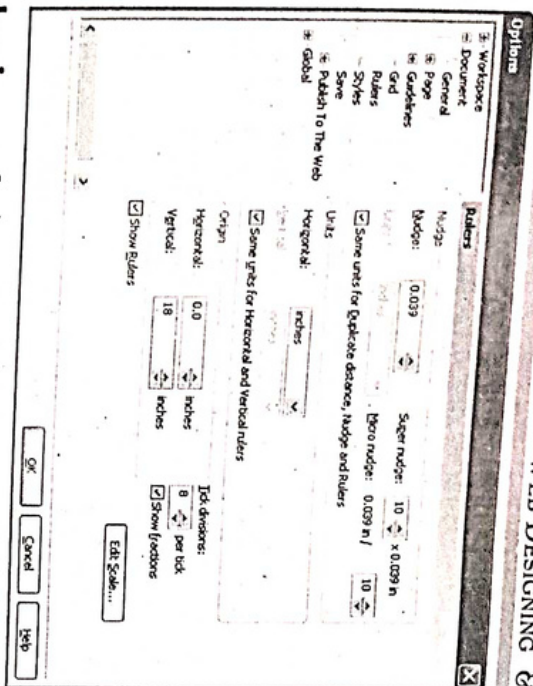 WEB DESIGNING &
Options
Workspace
Document
General
Page
Guidelines
Grid
Rulers
Styles
Save
Publish To The Web
Global
Rulers
Nudge
Nudge: 0.039
Super nudge: 10 x 0.039 in
Micro nudge: 0.039 in / 10
Same units for Duplicate distance, Nudge and Rulers
Units
Horizontal: inches
Same units for Horizontal and Vertical rulers
Origin
Horizontal: 0.0 inches
Vertical: 18 inches
Tick divisions:
8 per tick
Show fractions
Show Rulers
Edit Scale...
OK Cancel Help